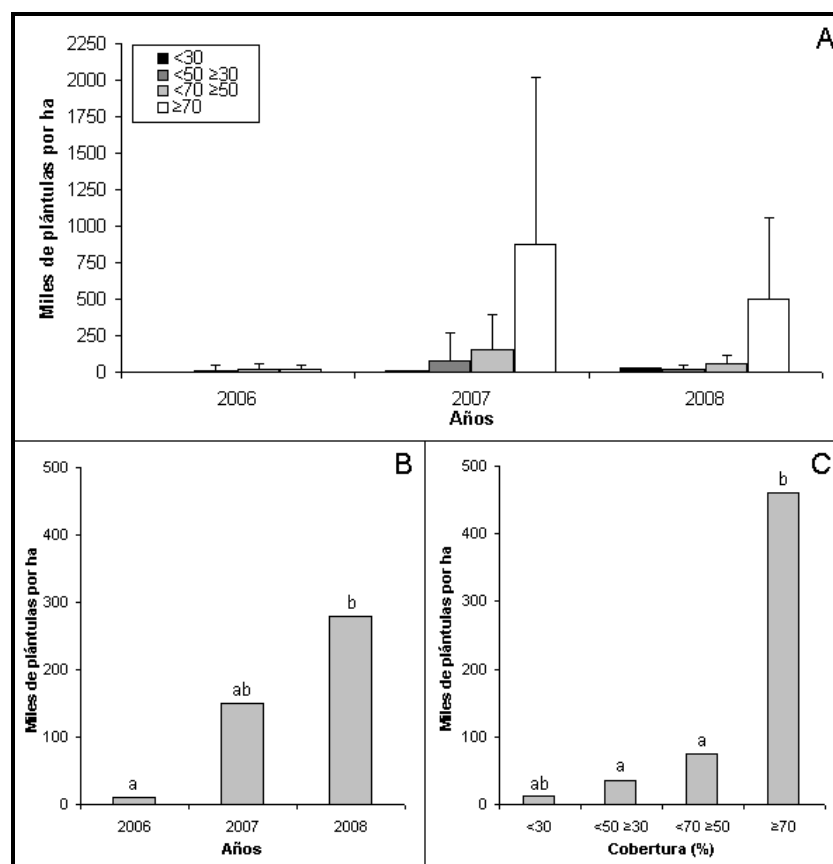 A
<30
<50 ≥30
<70 ≥50
≥70
Miles de plántulas por ha
2250
2000
1750
1500
1250
1000
750
500
250
0
2006 2007 2008
Años
B
Miles de plántulas por ha
500
400
300
200
100
0
a
ab
b
2006 2007 2008
Años
C
Miles de plántulas por ha
500
400
300
200
100
0
ab
a
a
b
<30 <50 ≥30 <70 ≥50 ≥70
Cobertura (%)